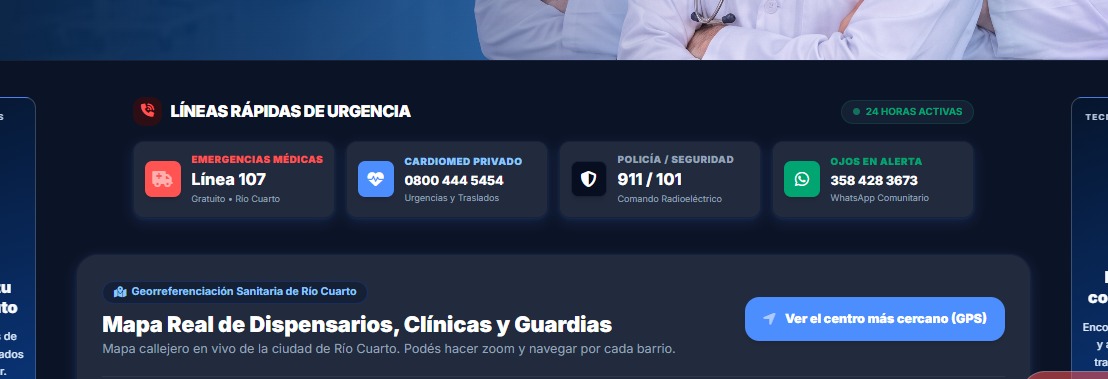 LÍNEAS RÁPIDAS DE URGENCIA
24 HORAS ACTIVAS
EMERGENCIAS MÉDICAS
Línea 107
Gratuito • Río Cuarto
CARDIOMED PRIVADO
0800 444 5454
Urgencias y Traslados
POLICÍA / SEGURIDAD
911 / 101
Comando Radioeléctrico
OJOS EN ALERTA
358 428 3673
WhatsApp Comunitario
Georreferenciación Sanitaria de Río Cuarto
Mapa Real de Dispensarios, Clínicas y Guardias
Mapa callejero en vivo de la ciudad de Río Cuarto. Podés hacer zoom y navegar por cada barrio.
Ver el centro más cercano (GPS)